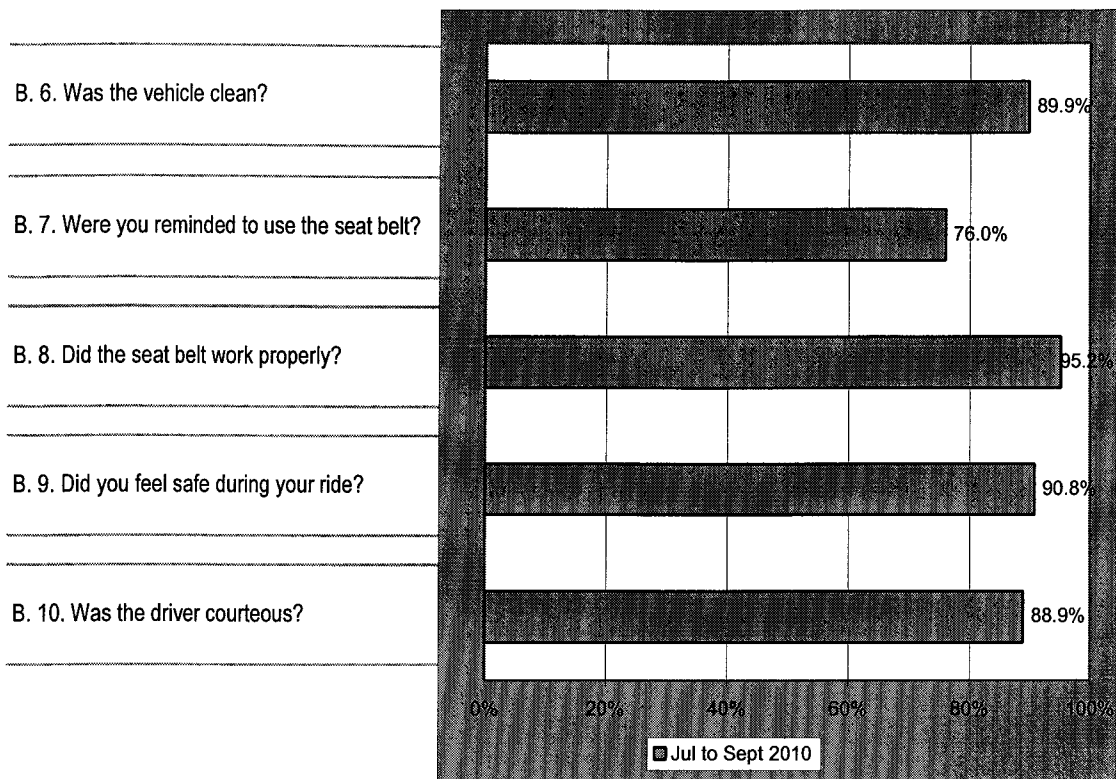 B. 6. Was the vehicle clean?
89.9%
B. 7. Were you reminded to use the seat belt?
76.0%
B. 8. Did the seat belt work properly?
95.2%
B. 9. Did you feel safe during your ride?
90.8%
B. 10. Was the driver courteous?
88.9%
0% 20% 40% 60% 80% 100%
Jul to Sept 2010